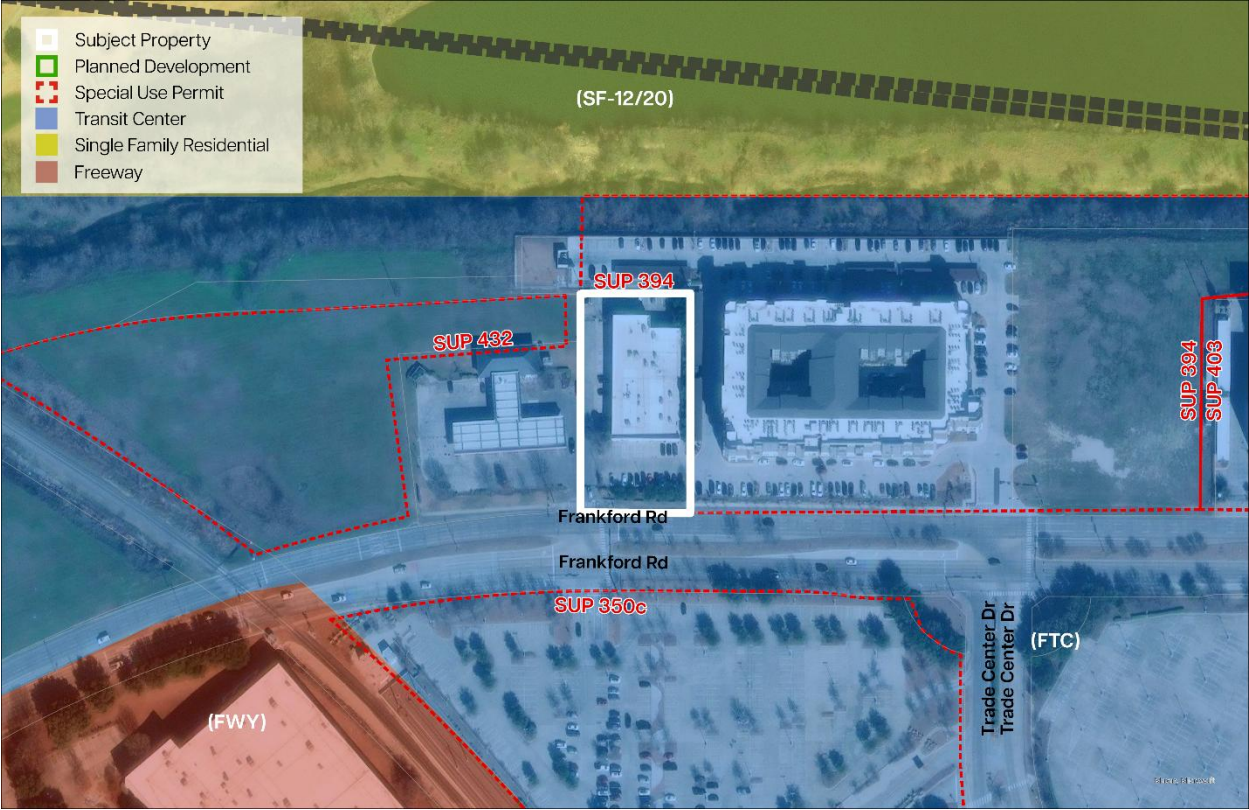 Subject Property
Planned Development
Special Use Permit
Transit Center
Single Family Residential
Freeway
(SF-12/20)
SUP 394
SUP 432
SUP 394
SUP 403
Frankford Rd
Frankford Rd
SUP 350c
Trade Center Dr
Trade Center Dr
(FTC)
(FWY)